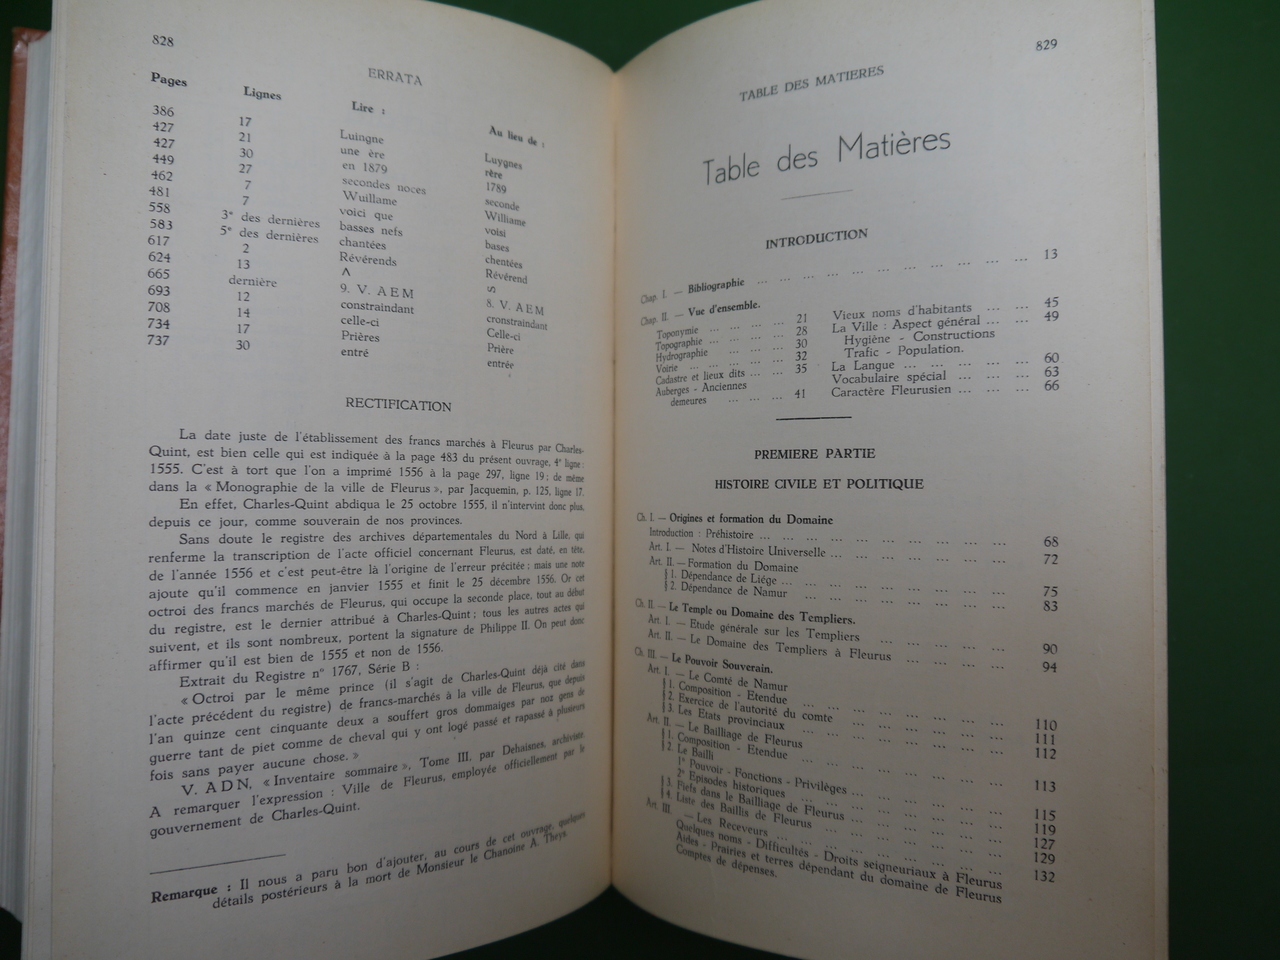 828
ERRATA
Pages Lignes Lire : Au lieu de :
386 17 Luingne Luygnes
427 21 une ère rère
427 30 en 1879 1789
449 27 secondes noces seconde
462 7 Wuillame Williame
481 7 voici que voisi
558 3e des dernières basses nefs bases
583 5e des dernières chantées chentées
617 2 Révérends Révérend
624 13 Λ S
665 dernière 9. V. AEM 8. V. AEM
693 12 constraindant cronstraindant
708 14 celle-ci Celle-ci
734 17 Prières Prière
737 30 entré entrée
RECTIFICATION
La date juste de l'établissement des francs marchés à Fleurus par Charles-
Quint, est bien celle qui est indiquée à la page 483 du présent ouvrage, 4e ligne :
1555. C'est à tort que l'on a imprimé 1556 à la page 297, ligne 19 ; de même
dans la « Monographie de la ville de Fleurus », par Jacquemin, p. 125, ligne 17.
En effet, Charles-Quint abdiqua le 25 octobre 1555, il n'intervint donc plus,
depuis ce jour, comme souverain de nos provinces.
Sans doute le registre des archives départementales du Nord à Lille, qui
renferme la transcription de l'acte officiel concernant Fleurus, est daté, en tête,
de l'année 1556 et c'est peut-être là l'origine de l'erreur précitée ; mais une note
ajoute qu'il commence en janvier 1555 et finit le 25 décembre 1556. Or cet
octroi des francs marchés de Fleurus, qui occupe la seconde place, tout au début
du registre, est le dernier attribué à Charles-Quint ; tous les autres actes qui
suivent, et ils sont nombreux, portent la signature de Philippe II. On peut donc
affirmer qu'il est bien de 1555 et non de 1556.
Extrait du Registre n° 1767, Série B :
« Octroi par le même prince (il s'agit de Charles-Quint déjà cité dans
l'acte précédent du registre) de francs-marchés à la ville de Fleurus, que depuis
l'an quinze cent cinquante deux a souffert gros dommaiges par noz gens de
guerre tant de piet comme de cheval qui y ont logé passé et rapassé à plusieurs
fois sans payer aucune chose. »
V. ADN, « Inventaire sommaire », Tome III, par Dehaisnes, archiviste.
A remarquer l'expression : Ville de Fleurus, employée officiellement par le
gouvernement de Charles-Quint.
Remarque : Il nous a paru bon d'ajouter, au cours de cet ouvrage, quelques
détails postérieurs à la mort de Monsieur le Chanoine A. Theys.
829
TABLE DES MATIERES
Table des Matières
INTRODUCTION
Chap. I. — Bibliographie ... ... ... ... ... ... ... ... ... ... 13
Chap. II. — Vue d'ensemble.
Toponymie ... ... ... ... 21
Topographie ... ... ... ... 28
Hydrographie ... ... ... 30
Voirie ... ... ... ... ... 32
Cadastre et lieux dits ... ... 35
Auberges - Anciennes
demeures ... ... ... 41
Vieux noms d'habitants ... ... 45
La Ville : Aspect général ... ... 49
Hygiène - Constructions
Trafic - Population.
La Langue ... ... ... ... ... 60
Vocabulaire spécial ... ... ... 63
Caractère Fleurusien ... ... ... 66
PREMIERE PARTIE
HISTOIRE CIVILE ET POLITIQUE
Ch. I. — Origines et formation du Domaine
Introduction : Préhistoire ... ... ... ... ... ... ... ... ... 68
Art. I. — Notes d'Histoire Universelle ... ... ... ... ... ... 72
Art. II. — Formation du Domaine
§ 1. Dépendance de Liége ... ... ... ... ... ... ... ... 75
§ 2. Dépendance de Namur ... ... ... ... ... ... ... 83
Ch. II. — Le Temple ou Domaine des Templiers.
Art. I. — Etude générale sur les Templiers ... ... ... ... ... 90
Art. II. — Le Domaine des Templiers à Fleurus ... ... ... ... 94
Ch. III. — Le Pouvoir Souverain.
Art. I. — Le Comté de Namur
§ 1. Composition - Etendue ... ... ... ... ... ... ... 110
§ 2. Exercice de l'autorité du comte ... ... ... ... ... 111
§ 3. Les Etats provinciaux ... ... ... ... ... ... ... 112
Art. II. — Le Bailliage de Fleurus
§ 1. Composition - Etendue ... ... ... ... ... ... ... 113
§ 2. Le Bailli
1° Pouvoir - Fonctions - Privilèges ... ... ... ... ... 115
2° Episodes historiques ... ... ... ... ... ... ... 119
§ 3. Fiefs dans le Bailliage de Fleurus ... ... ... ... ... 127
§ 4. Liste des Baillis de Fleurus ... ... ... ... ... ... 129
Art. III. — Les Receveurs ... ... ... ... ... ... ... ... 132
Quelques noms - Difficultés - Droits seigneuriaux à Fleurus
Aides - Prairies et terres dépendant du domaine de Fleurus
Comptes de dépenses.